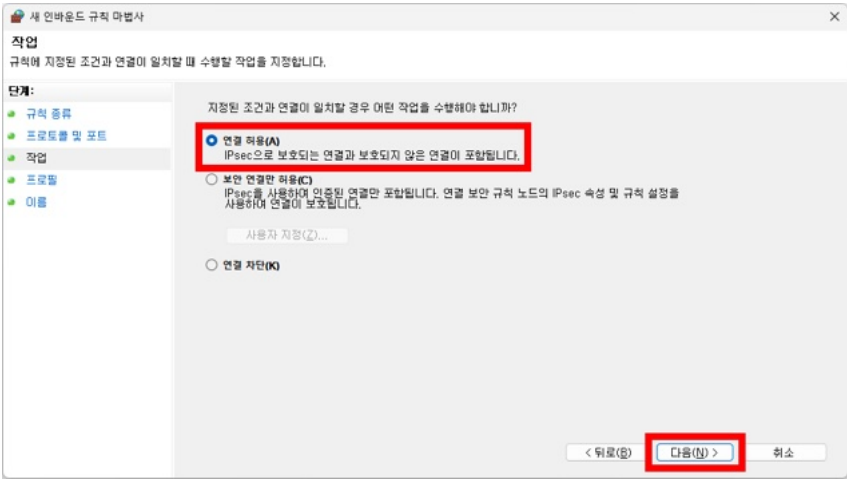 새 인바운드 규칙 마법사
작업
규칙에 지정된 조건과 연결이 일치할 때 수행할 작업을 지정합니다.
단계:
규칙 종류
프로토콜 및 포트
작업
프로필
이름
지정된 조건과 연결이 일치할 경우 어떤 작업을 수행해야 합니까?
연결 허용(A)
IPsec으로 보호되는 연결과 보호되지 않은 연결이 포함됩니다.
보안 연결만 허용(C)
IPsec을 사용하여 인증된 연결만 포함됩니다. 연결 보안 규칙 노드의 IPsec 속성 및 규칙 설정을
사용하여 연결이 보호됩니다.
사용자 지정(Z)...
연결 차단(K)
< 뒤로(B)
다음(N) >
취소